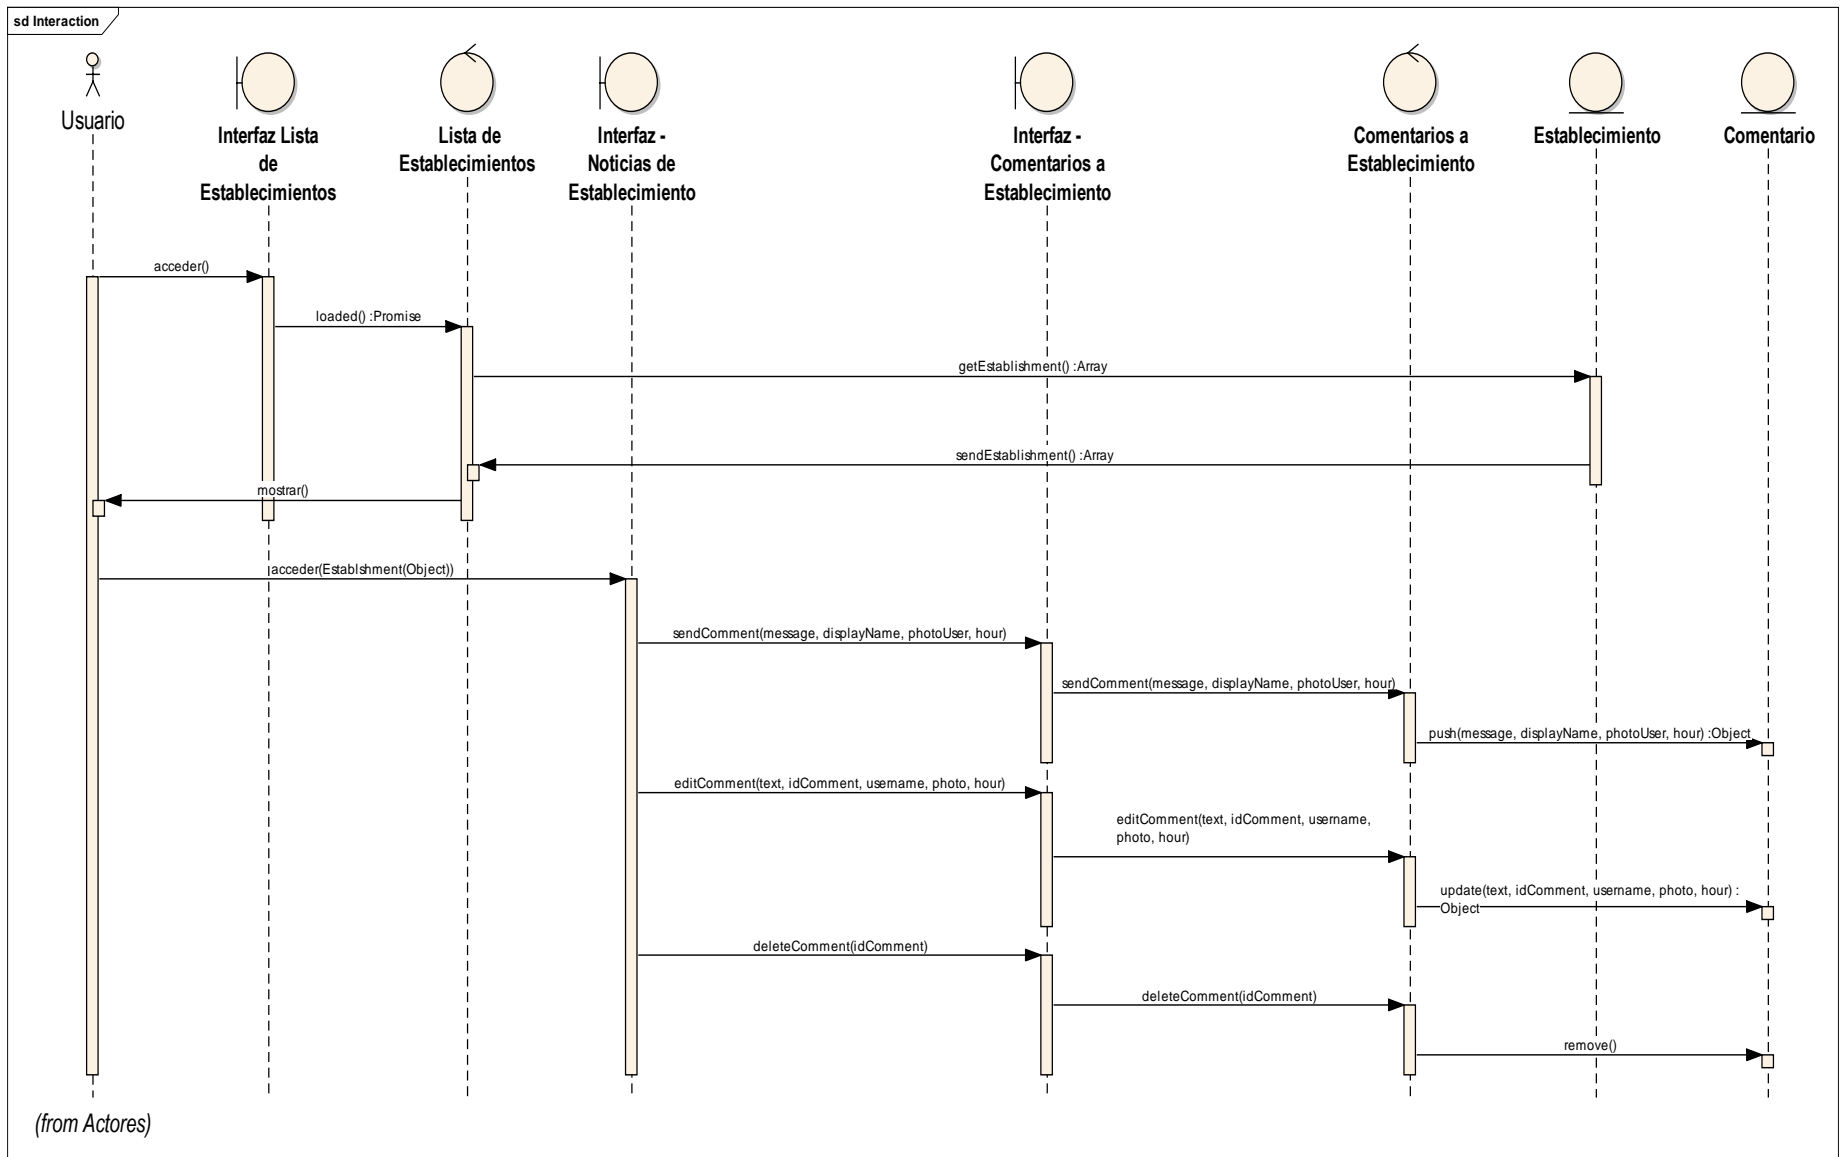 sd Interaction
Usuario
Interfaz Lista
de
Establecimientos
Lista de
Establecimientos
Interfaz -
Noticias de
Establecimiento
Interfaz -
Comentarios a
Establecimiento
Comentarios a
Establecimiento
Establecimiento
Comentario
acceder()
loaded() :Promise
getEstablishment() :Array
sendEstablishment() :Array
mostrar()
acceder(Establshment(Object))
sendComment(message, displayName, photoUser, hour)
sendComment(message, displayName, photoUser, hour)
push(message, displayName, photoUser, hour) :Object
editComment(text, idComment, username, photo, hour)
editComment(text, idComment, username,
photo, hour)
update(text, idComment, username, photo, hour) :
Object
deleteComment(idComment)
deleteComment(idComment)
remove()
(from Actores)